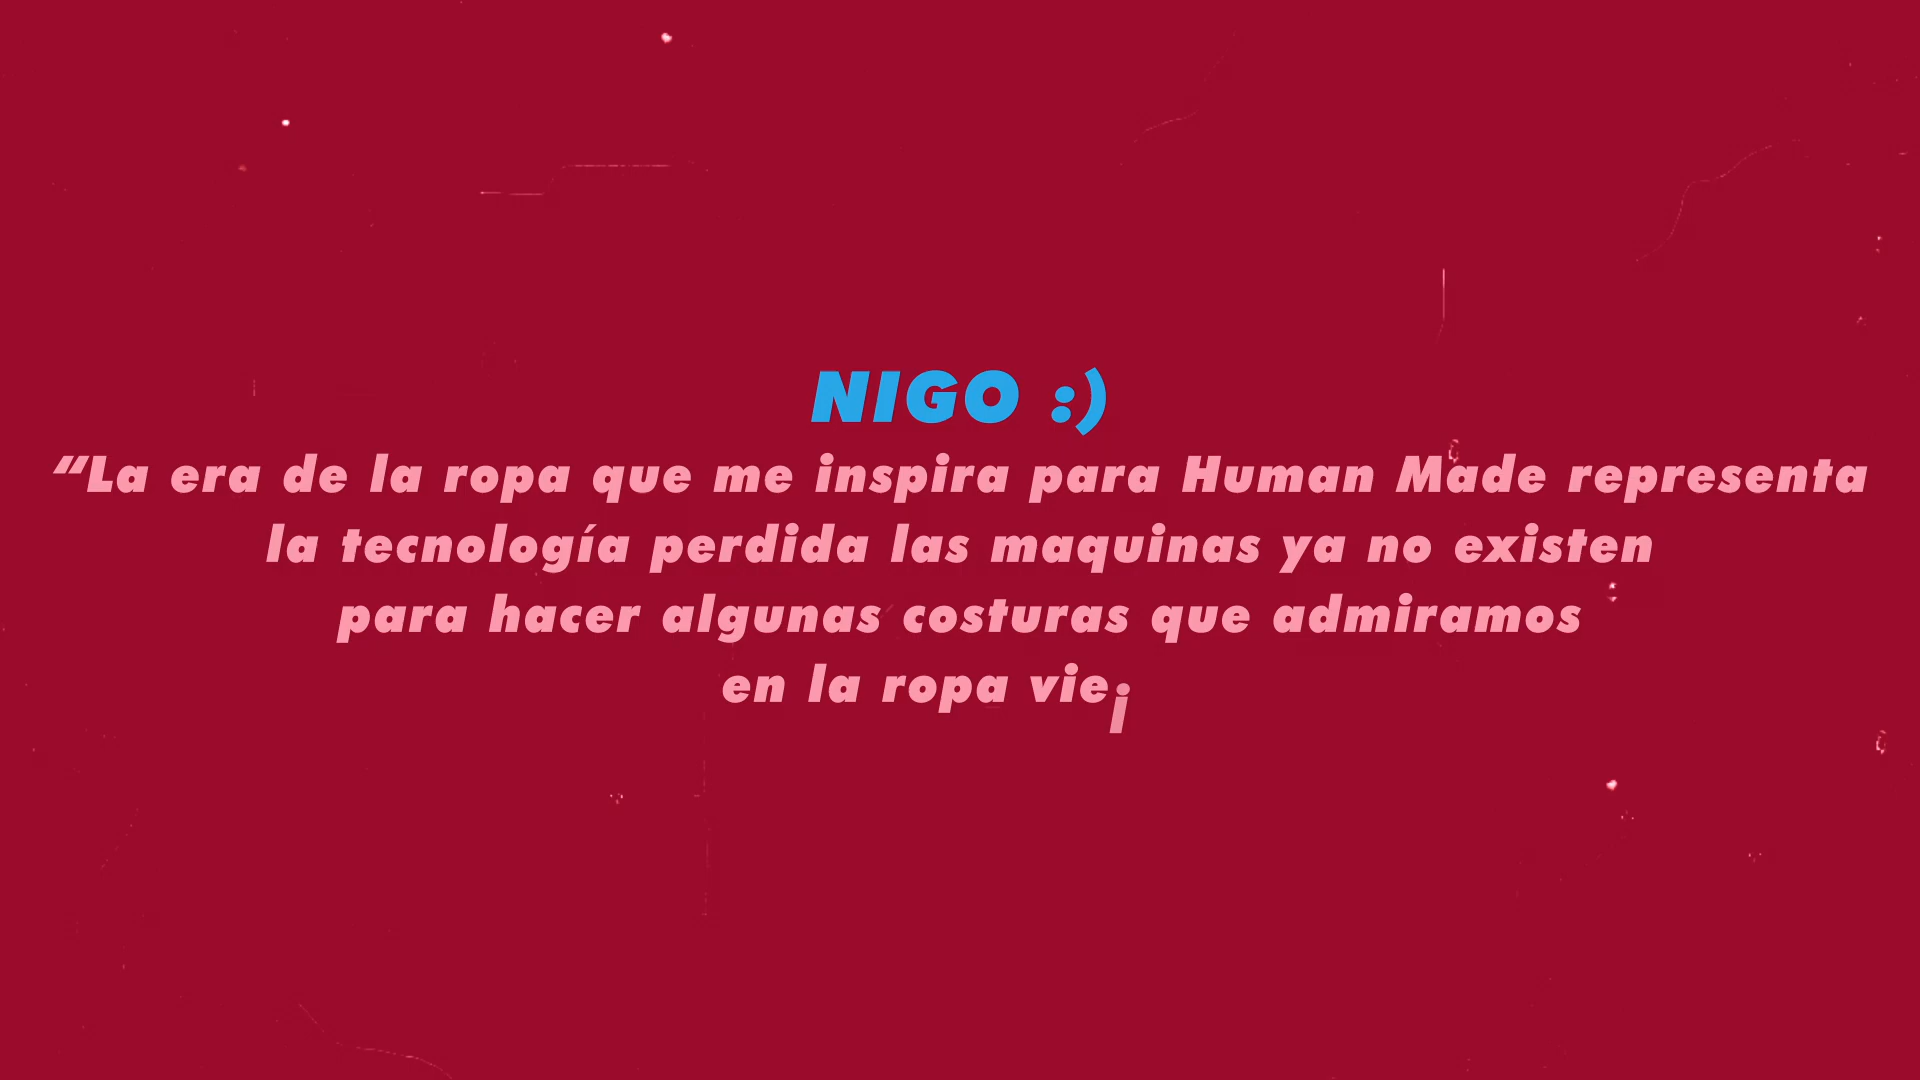 NIGO :)
“La era de la ropa que me inspira para Human Made representa
la tecnología perdida las maquinas ya no existen
para hacer algunas costuras que admiramos
en la ropa viej